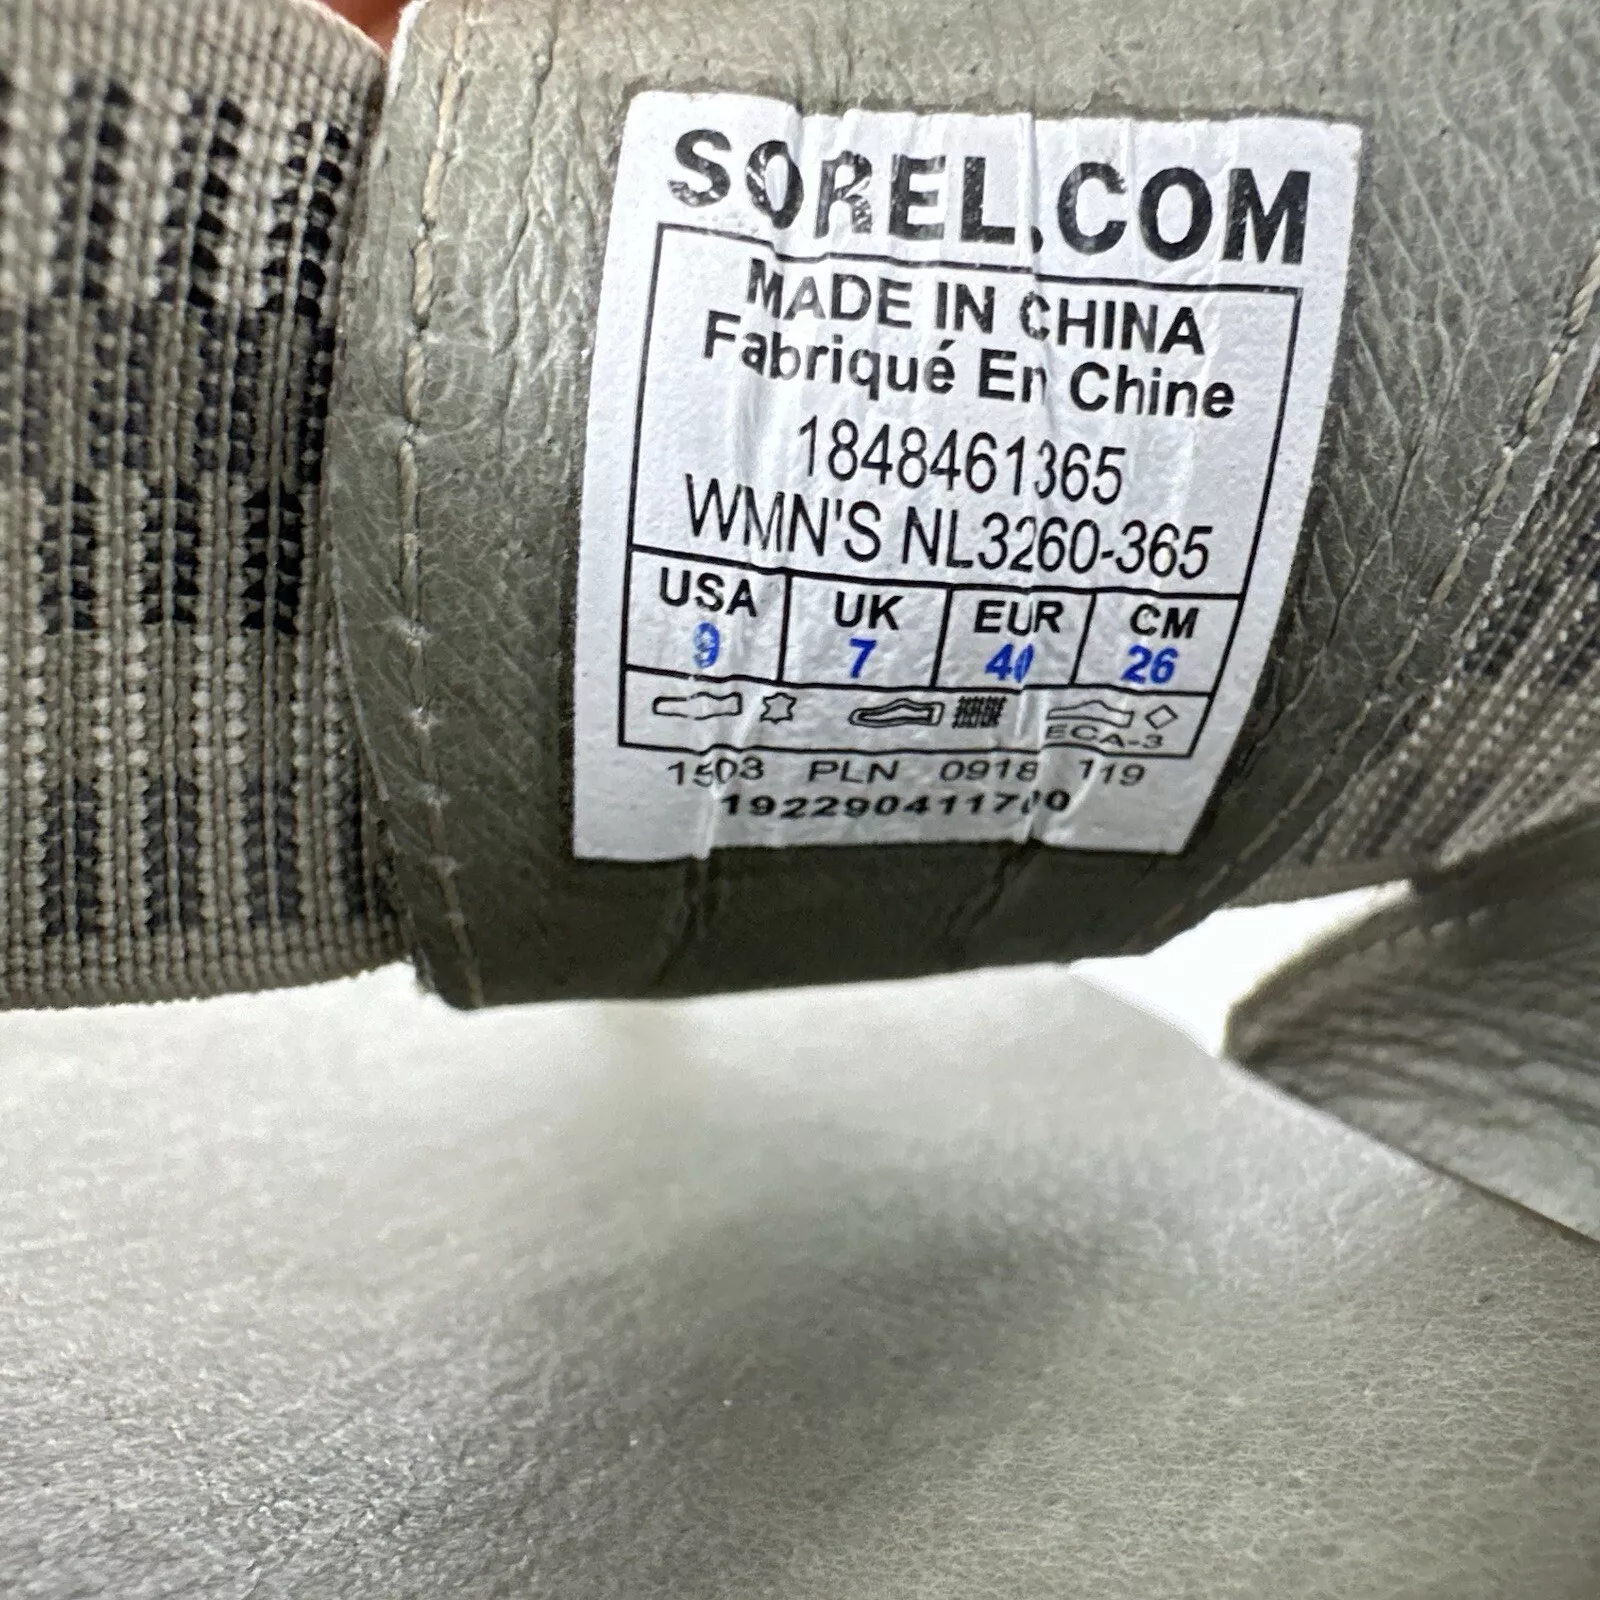 SOREL.COM
MADE IN CHINA
Fabriqué En Chine
1848461365
WMN'S NL3260-365
USA UK EUR CM
9 7 40 26
ECA-3
1503 PLN 0918 119